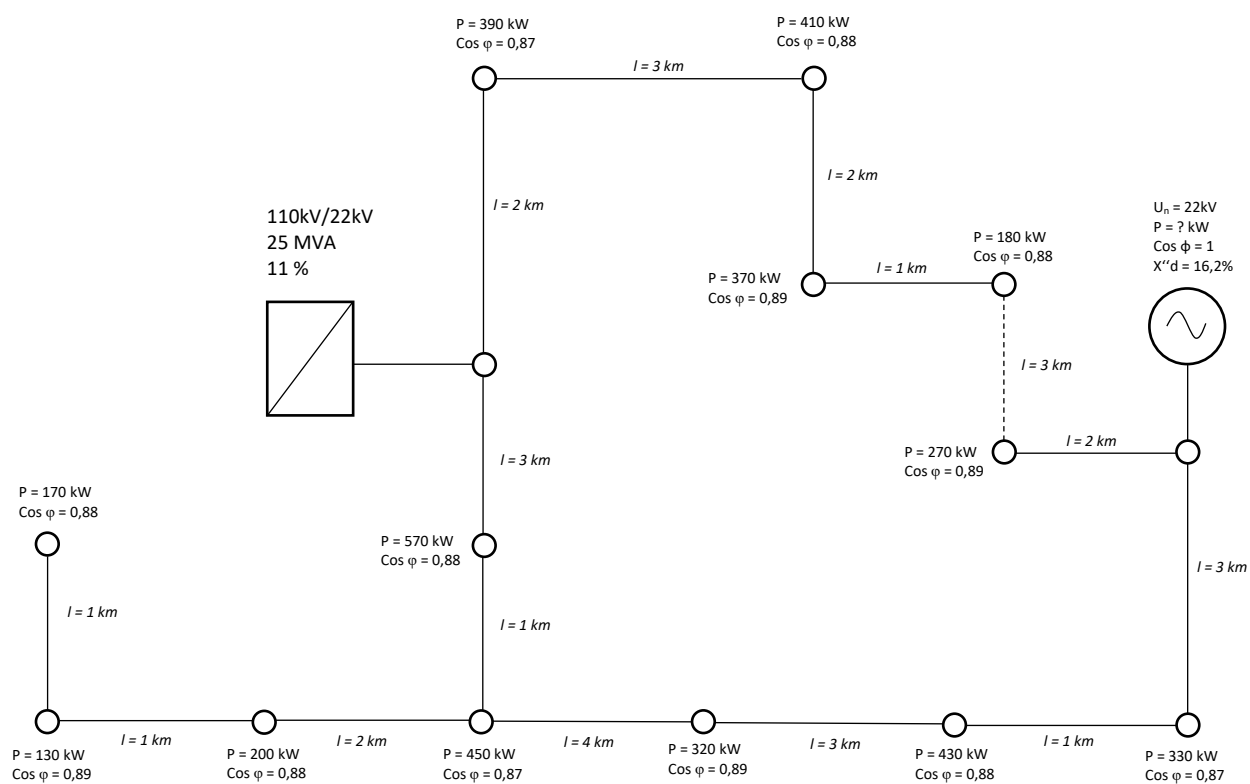 P = 390 kW
Cos φ = 0,87
P = 410 kW
Cos φ = 0,88
l = 3 km
l = 2 km
l = 2 km
110kV/22kV
25 MVA
11 %
Uₙ = 22kV
P = ? kW
Cos ϕ = 1
X‘‘d = 16,2%
P = 180 kW
Cos φ = 0,88
l = 1 km
P = 370 kW
Cos φ = 0,89
l = 3 km
l = 3 km
l = 2 km
P = 270 kW
Cos φ = 0,89
P = 170 kW
Cos φ = 0,88
P = 570 kW
Cos φ = 0,88
l = 3 km
l = 1 km
l = 1 km
l = 1 km
l = 2 km
l = 4 km
l = 3 km
l = 1 km
P = 130 kW
Cos φ = 0,89
P = 200 kW
Cos φ = 0,88
P = 450 kW
Cos φ = 0,87
P = 320 kW
Cos φ = 0,89
P = 430 kW
Cos φ = 0,88
P = 330 kW
Cos φ = 0,87